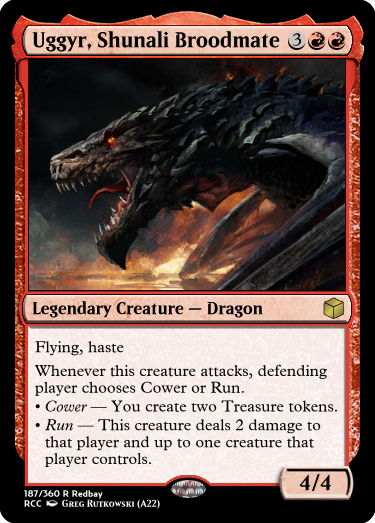 Uggyr, Shunali Broodmate 3
Legendary Creature — Dragon
Flying, haste
Whenever this creature attacks, defending
player chooses Cower or Run.
• Cower — You create two Treasure tokens.
• Run — This creature deals 2 damage to
that player and up to one creature that
player controls.
4/4
187/360 R Redbay
RCC Greg Rutkowski (A22)